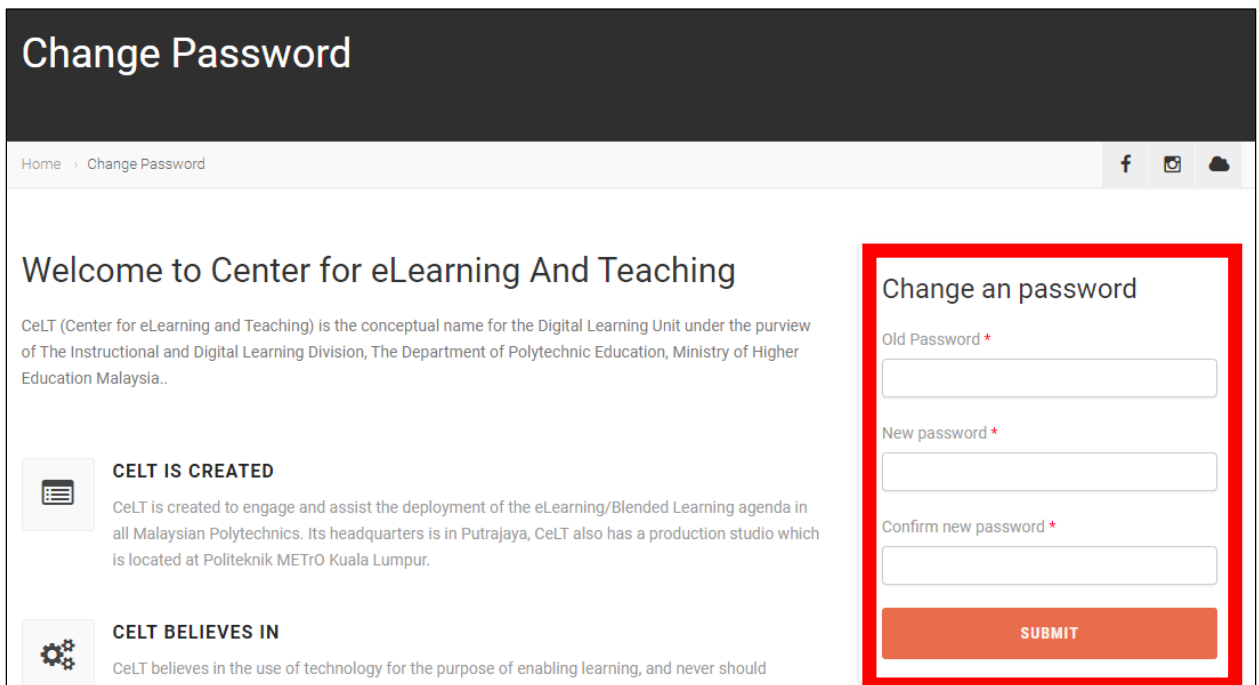 Change Password
Home › Change Password
Welcome to Center for eLearning And Teaching
CeLT (Center for eLearning and Teaching) is the conceptual name for the Digital Learning Unit under the purview
of The Instructional and Digital Learning Division, The Department of Polytechnic Education, Ministry of Higher
Education Malaysia..
CELT IS CREATED
CeLT is created to engage and assist the deployment of the eLearning/Blended Learning agenda in
all Malaysian Polytechnics. Its headquarters is in Putrajaya, CeLT also has a production studio which
is located at Politeknik METrO Kuala Lumpur.
CELT BELIEVES IN
CeLT believes in the use of technology for the purpose of enabling learning, and never should
Change an password
Old Password *
New password *
Confirm new password *
SUBMIT